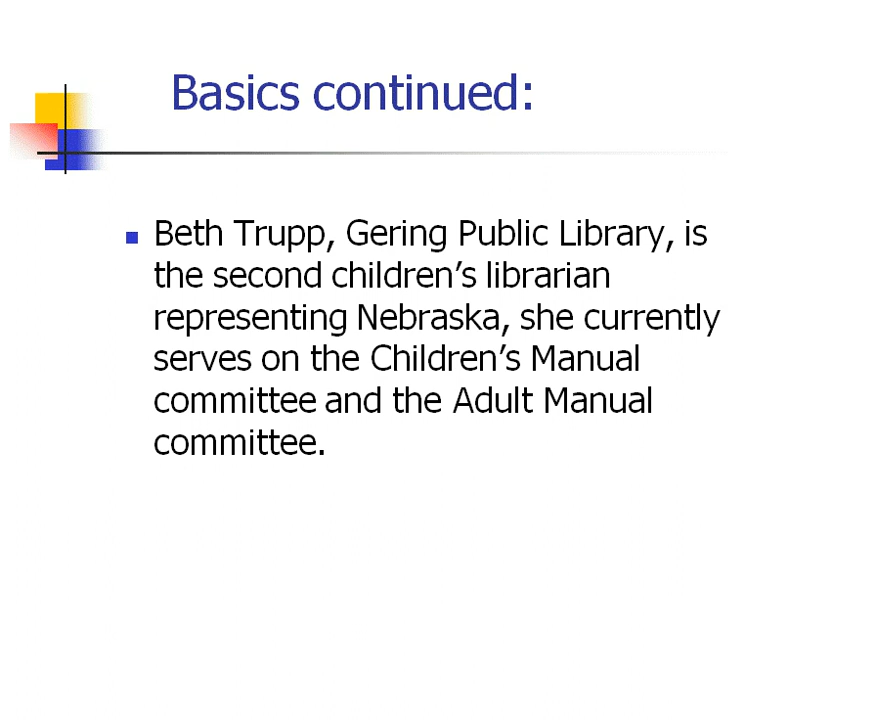 Basics continued:
Beth Trupp, Gering Public Library, is
the second children’s librarian
representing Nebraska, she currently
serves on the Children’s Manual
committee and the Adult Manual
committee.